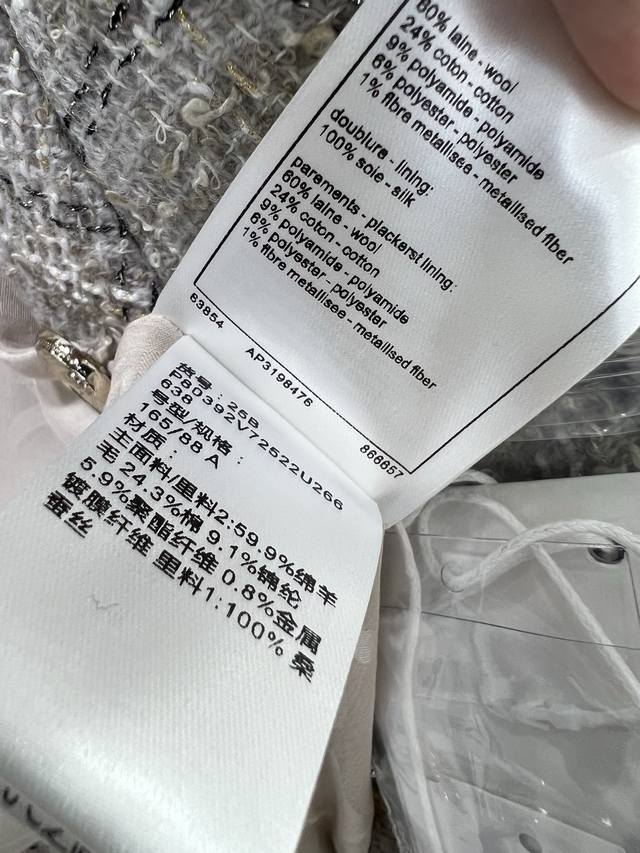 60% laine - wool
24% coton - cotton
9% polyamide - polyamide
6% polyester - polyester
1% fibre metallisee - metallised fiber
doublure - lining:
100% soie - silk
parements - plackerst lining:
60% laine - wool
24% coton - cotton
9% polyamide - polyamide
6% polyester - polyester
1% fibre metallisee - metallised fiber
63854 AP3198476 866657
货号：25B
P80392V72522U266
638
号型/规格：
165/88 A
材质：
主面料/里料2:59.9%绵羊
毛 24.3%棉 9.1%锦纶
5.9%聚酯纤维 0.8%金属
镀膜纤维 里料1:100% 桑
蚕丝